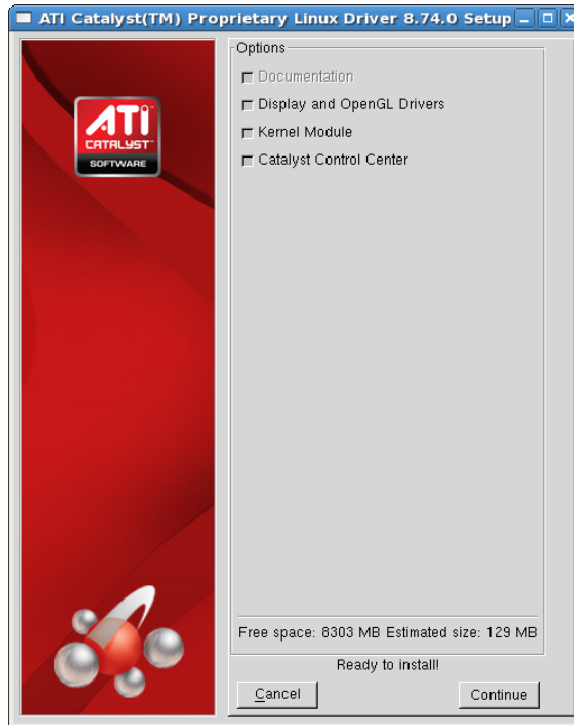 ATI Catalyst(TM) Proprietary Linux Driver 8.74.0 Setup
ATI
CATALYST™
SOFTWARE
Options
Documentation
Display and OpenGL Drivers
Kernel Module
Catalyst Control Center
Free space: 8303 MB Estimated size: 129 MB
Ready to install!
Cancel
Continue